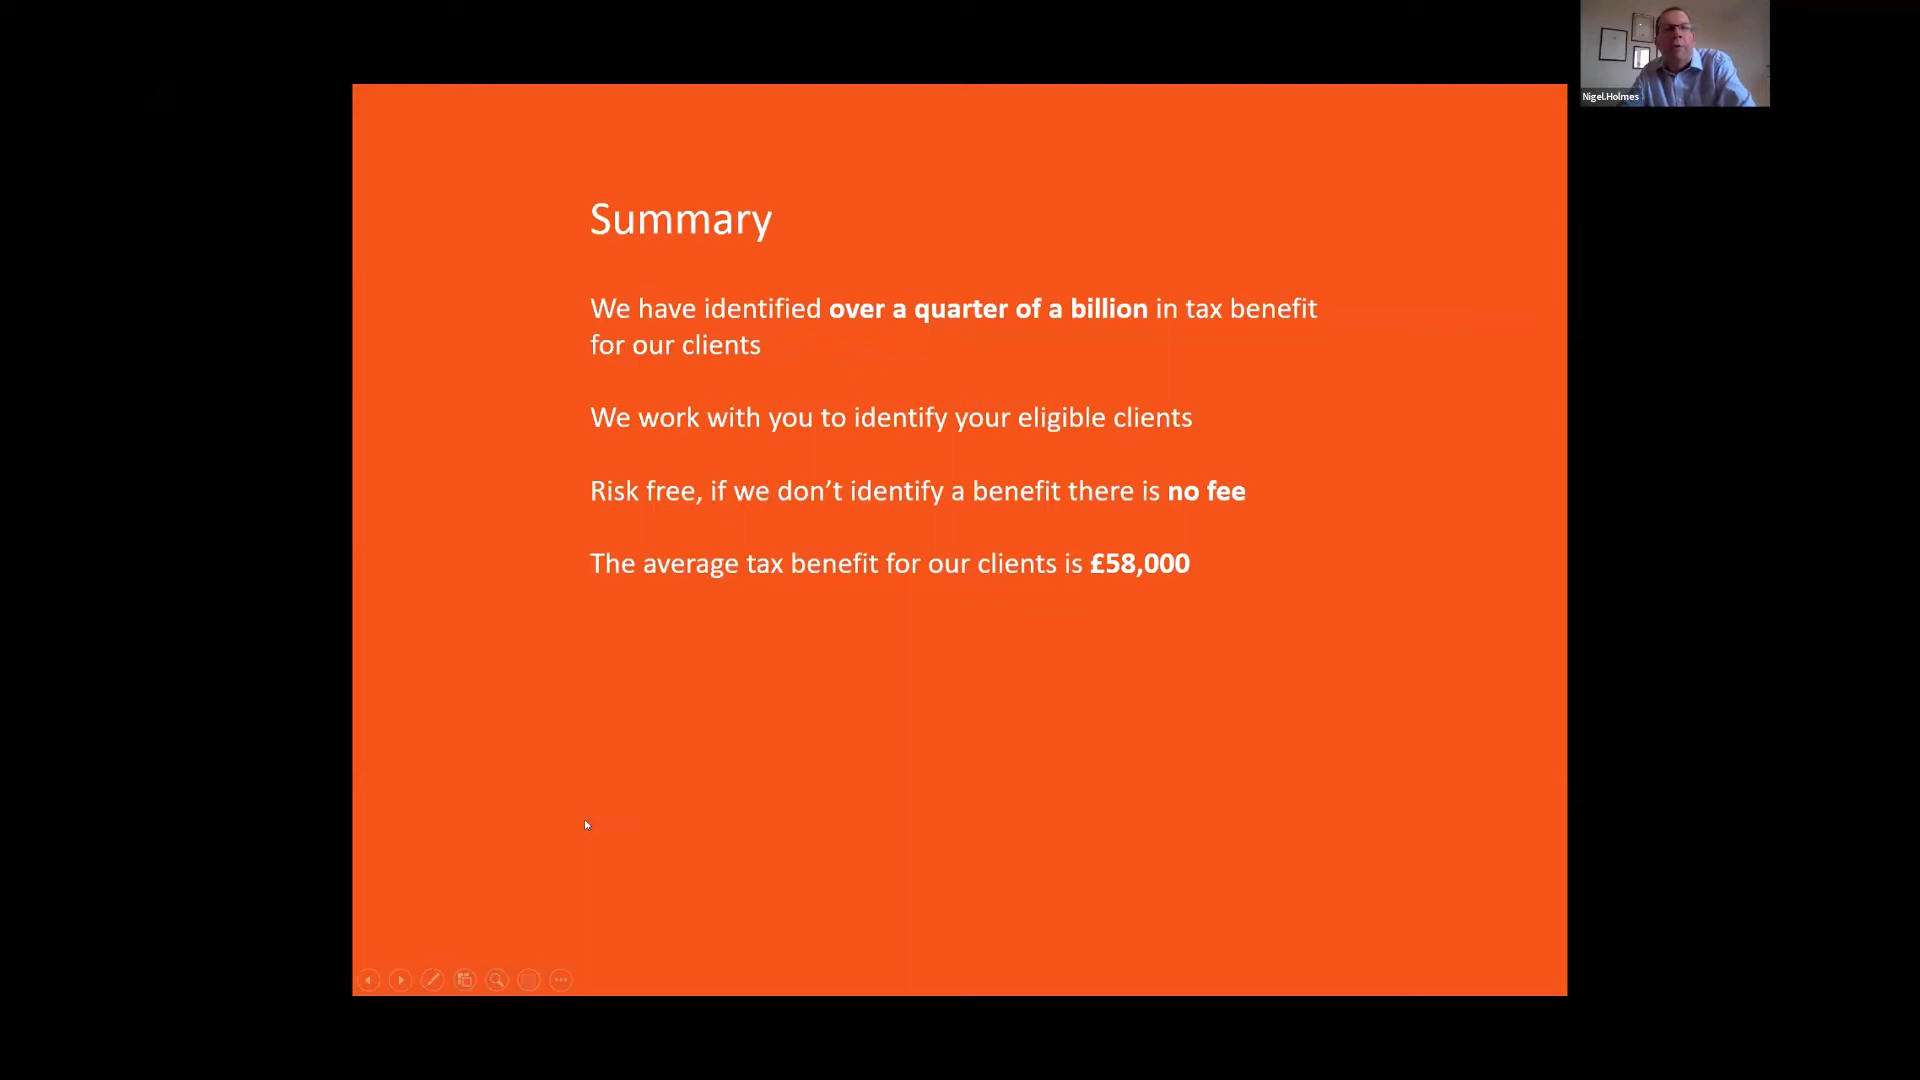 Nigel.Holmes
Summary
We have identified over a quarter of a billion in tax benefit
for our clients
We work with you to identify your eligible clients
Risk free, if we don’t identify a benefit there is no fee
The average tax benefit for our clients is £58,000